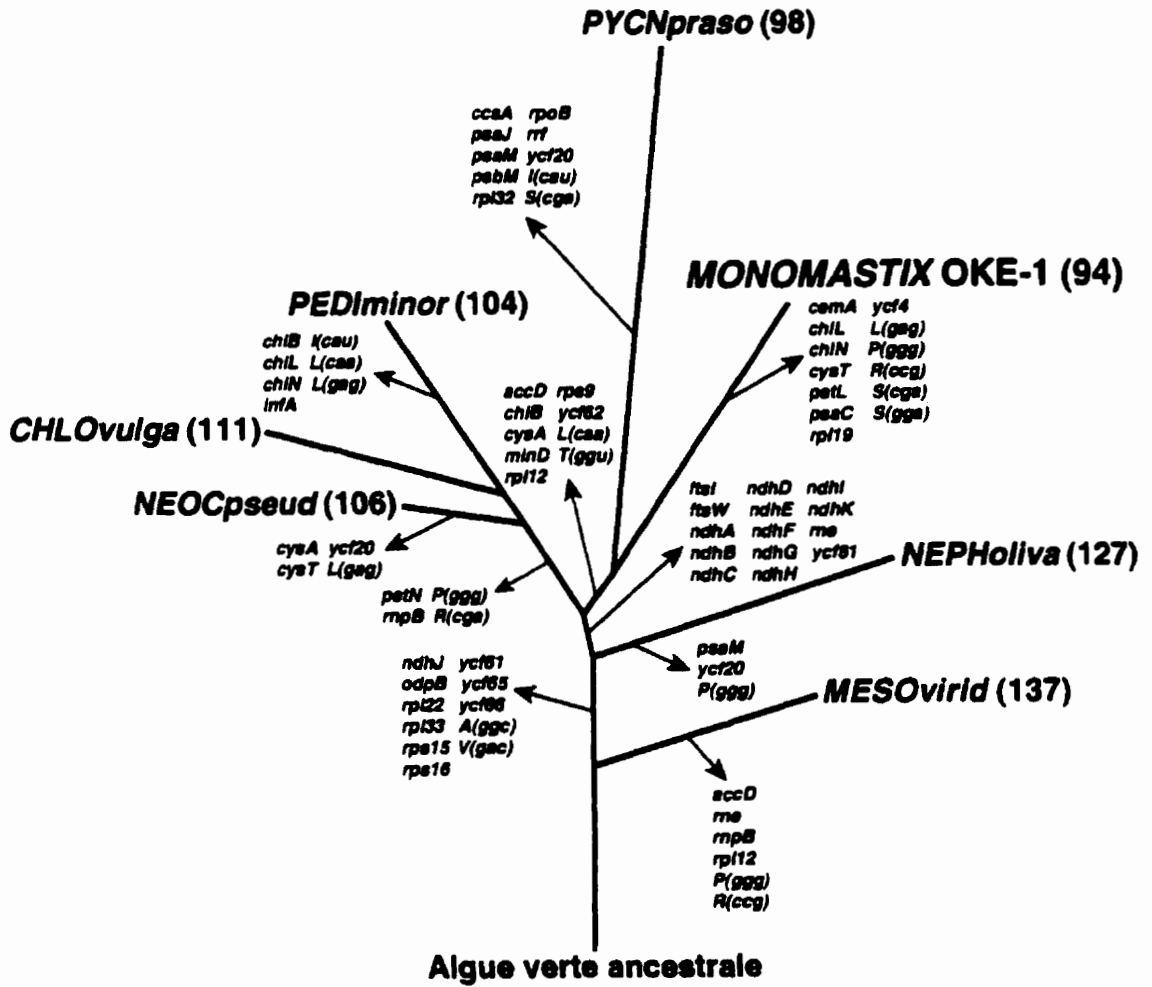 PYCNpraso (98)
ccsA rpoB
psaJ rrf
psaM ycf20
psbM I(cau)
rpl32 S(cga)
MONOMASTIX OKE-1 (94)
cemA ycf4
chlL L(gag)
chlN P(ggg)
cysT R(ccg)
petL S(cga)
psaC S(gga)
rpl19
PEDIminor (104)
chlB I(cau)
chlL L(caa)
chlN L(gag)
infA
accD rps9
chlB ycf62
cysA L(caa)
minD T(ggu)
rpl12
CHLOvulga (111)
NEOCpseud (106)
cysA ycf20
cysT L(gag)
petN P(ggg)
rnpB R(cga)
ftsI ndhD ndhI
ftsW ndhE ndhK
ndhA ndhF rne
ndhB ndhG ycf81
ndhC ndhH
NEPHoliva (127)
psaM
ycf20
P(ggg)
ndhJ ycf61
odpB ycf65
rpl22 ycf66
rpl33 A(ggc)
rps15 V(gac)
rps16
MESOvirid (137)
accD
rne
rnpB
rpl12
P(ggg)
R(ccg)
Algue verte ancestrale